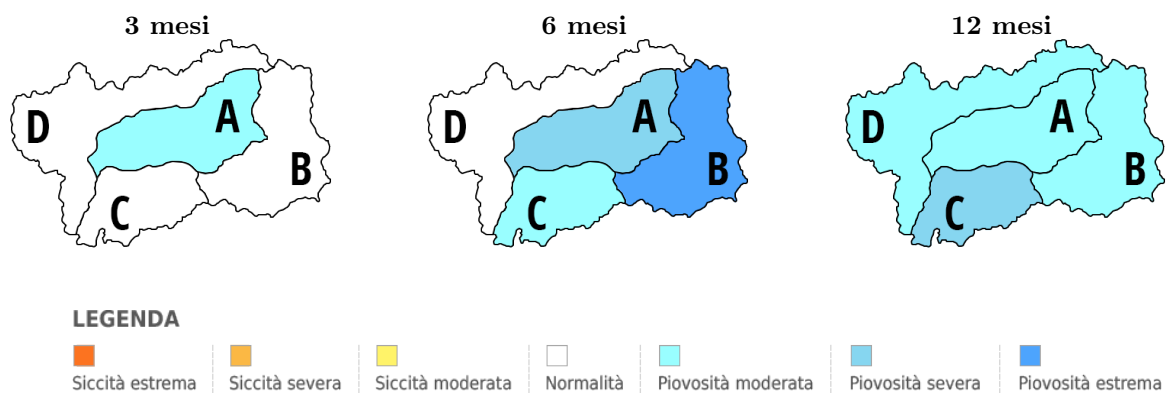 3 mesi 6 mesi 12 mesi
D A B C
D A B C
D A B C
LEGENDA
Siccità estrema Siccità severa Siccità moderata Normalità Piovosità moderata Piovosità severa Piovosità estrema